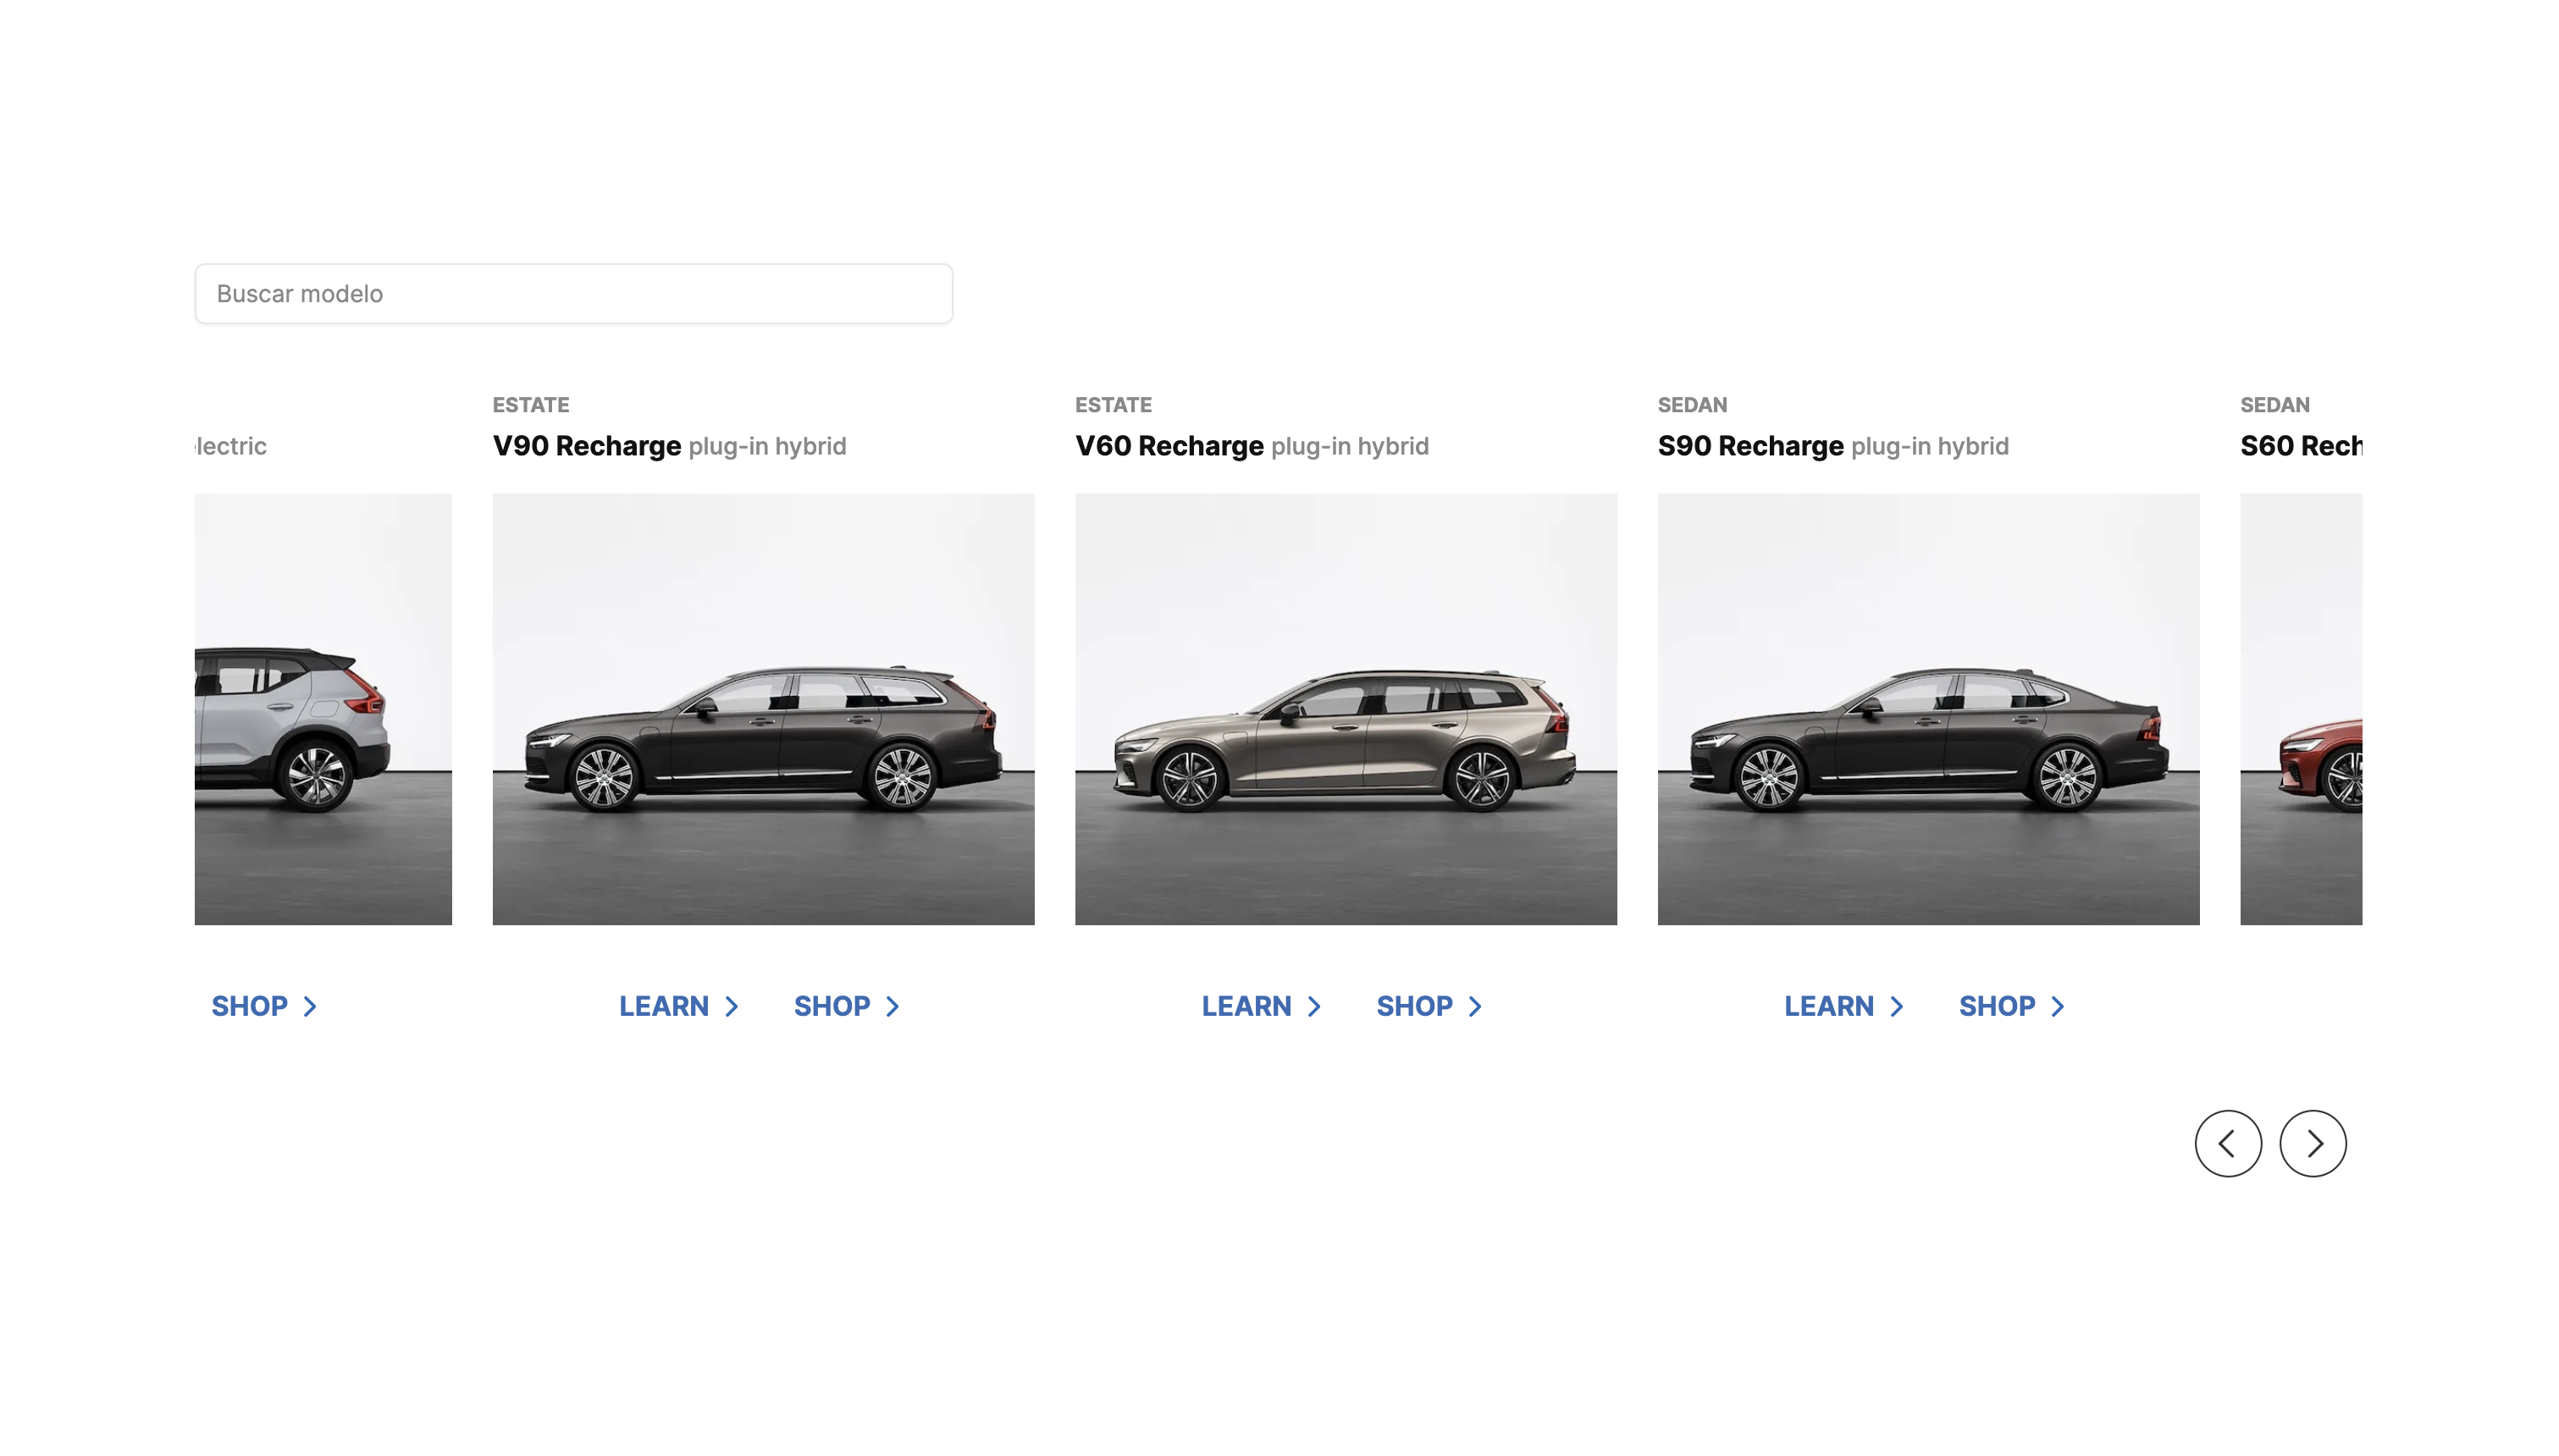 Buscar modelo
lectric
SHOP
ESTATE
V90 Recharge plug-in hybrid
LEARN SHOP
ESTATE
V60 Recharge plug-in hybrid
LEARN SHOP
SEDAN
S90 Recharge plug-in hybrid
LEARN SHOP
SEDAN
S60 Rech